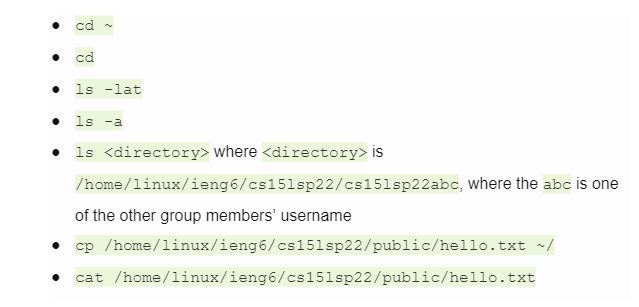 • cd ~
• cd
• ls -lat
• ls -a
• ls <directory> where <directory> is
/home/linux/ieng6/cs15lsp22/cs15lsp22abc, where the abc is one
of the other group members’ username
• cp /home/linux/ieng6/cs15lsp22/public/hello.txt ~/
• cat /home/linux/ieng6/cs15lsp22/public/hello.txt